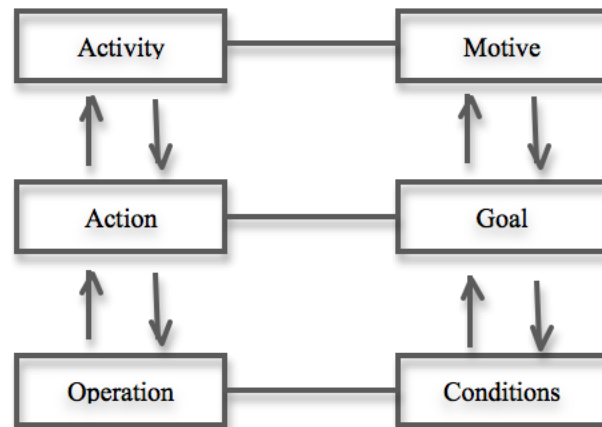 Activity
Motive
Action
Goal
Operation
Conditions